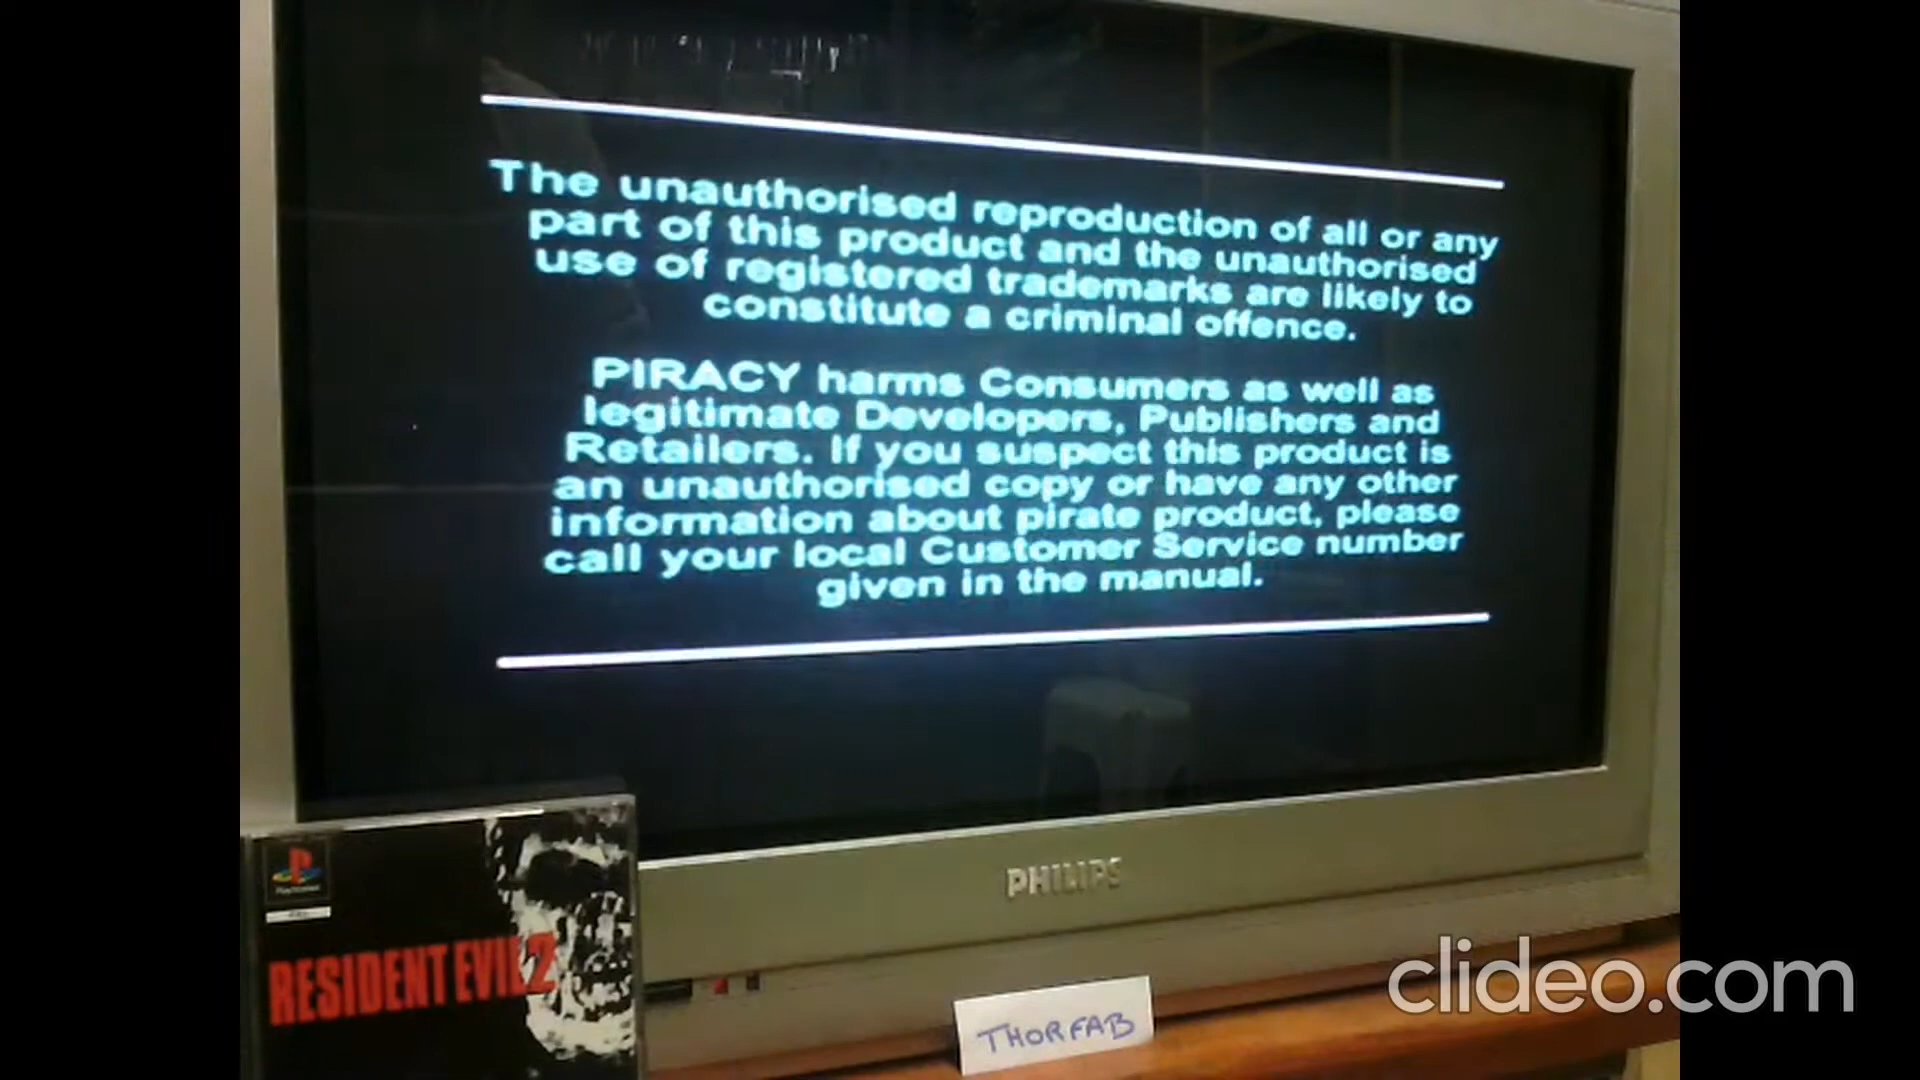 The unauthorised reproduction of all or any
part of this product and the unauthorised
use of registered trademarks are likely to
constitute a criminal offence.
PIRACY harms Consumers as well as
legitimate Developers, Publishers and
Retailers. If you suspect this product is
an unauthorised copy or have any other
information about pirate product, please
call your local Customer Service number
given in the manual.
PHILIPS
PlayStation
RESIDENT EVIL 2
THORFAB
clideo.com